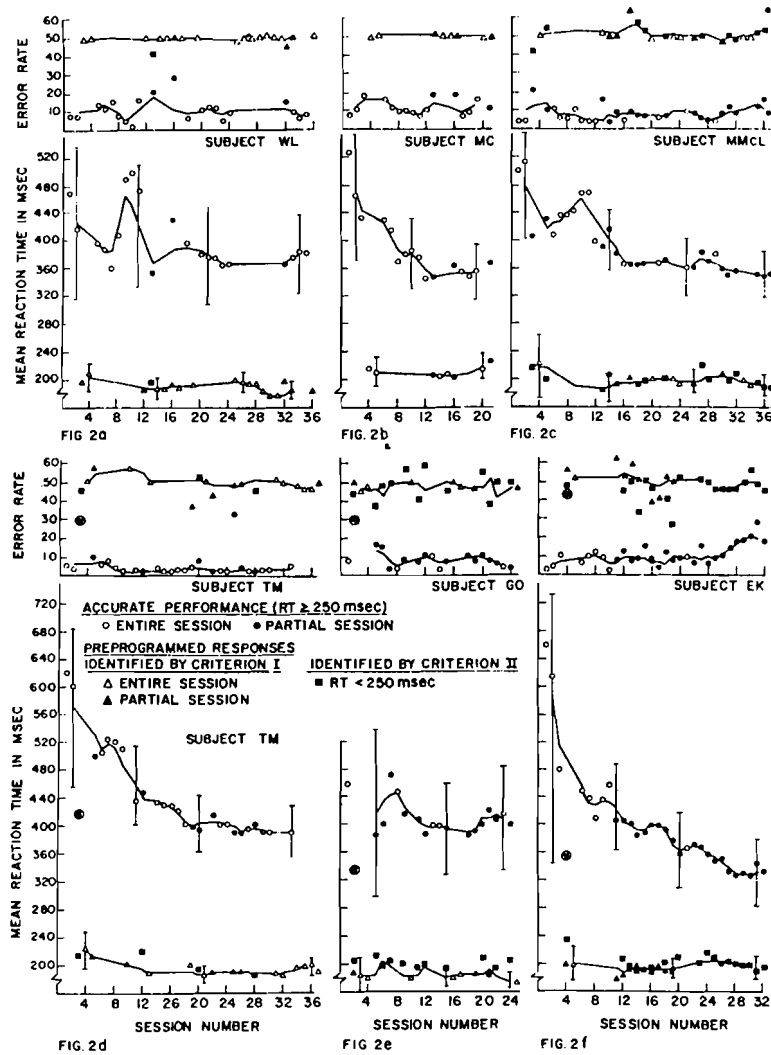 ERROR RATE
60
50
40
30
20
10
SUBJECT WL
SUBJECT MC
SUBJECT MMcL
MEAN REACTION TIME IN MSEC
520
480
440
400
360
320
280
240
200
4 8 12 16 20 24 28 32 36
4 8 12 16 20
4 8 12 16 20 24 28 32 36
FIG 2a
FIG 2b
FIG 2c
ERROR RATE
60
50
40
30
20
10
SUBJECT TM
SUBJECT GO
SUBJECT EK
MEAN REACTION TIME IN MSEC
720
680
640
600
560
520
480
440
400
360
320
280
240
200
ACCURATE PERFORMANCE (RT ≥ 250 msec)
○ ENTIRE SESSION ● PARTIAL SESSION
PREPROGRAMMED RESPONSES
IDENTIFIED BY CRITERION I
△ ENTIRE SESSION
▲ PARTIAL SESSION
IDENTIFIED BY CRITERION II
■ RT < 250 msec
SUBJECT TM
4 8 12 16 20 24 28 32 36
4 8 12 16 20 24
4 8 12 16 20 24 28 32
SESSION NUMBER
SESSION NUMBER
SESSION NUMBER
FIG. 2d
FIG 2e
FIG 2f